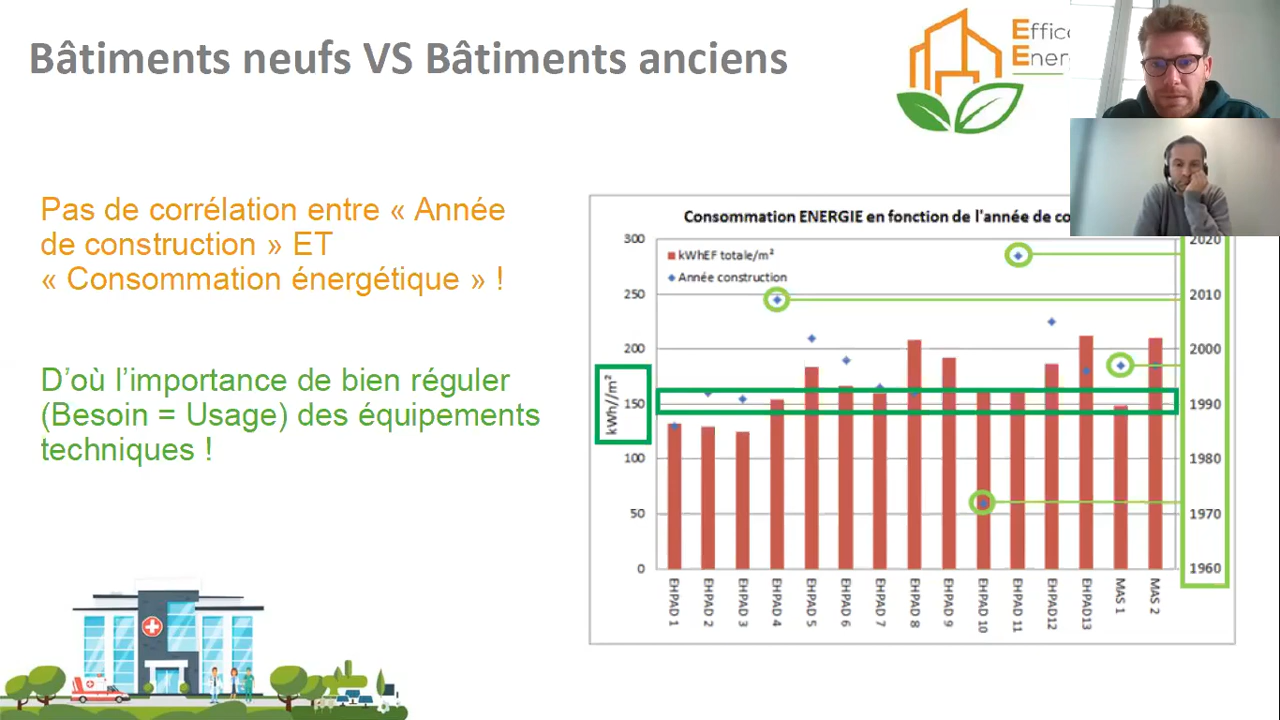 Bâtiments neufs VS Bâtiments anciens
Pas de corrélation entre « Année
de construction » ET
« Consommation énergétique » !
D’où l’importance de bien réguler
(Besoin = Usage) des équipements
techniques !
Consommation ENERGIE en fonction de l'année de
kWhEF totale/m²
Année construction
kWh//m²
300
250
200
150
100
50
0
2020
2010
2000
1990
1980
1970
1960
EHPAD 1
EHPAD 2
EHPAD 3
EHPAD 4
EHPAD 5
EHPAD 6
EHPAD 7
EHPAD 8
EHPAD 9
EHPAD 10
EHPAD 11
EHPAD12
EHPAD13
MAS 1
MAS 2